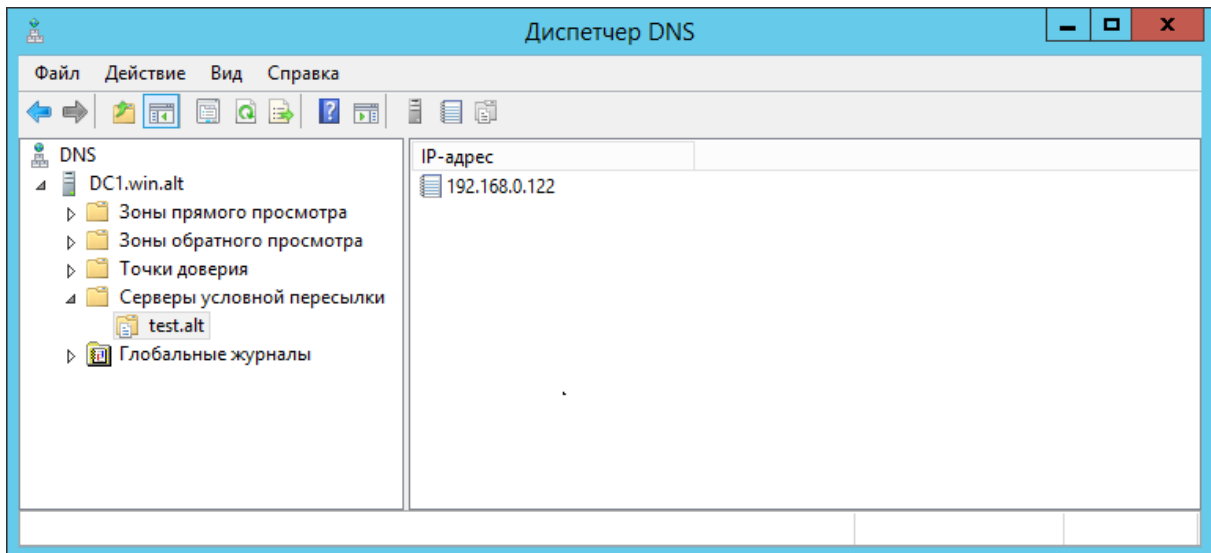 Диспетчер DNS
Файл Действие Вид Справка
DNS
DC1.win.alt
Зоны прямого просмотра
Зоны обратного просмотра
Точки доверия
Серверы условной пересылки
test.alt
Глобальные журналы
IP-адрес
192.168.0.122